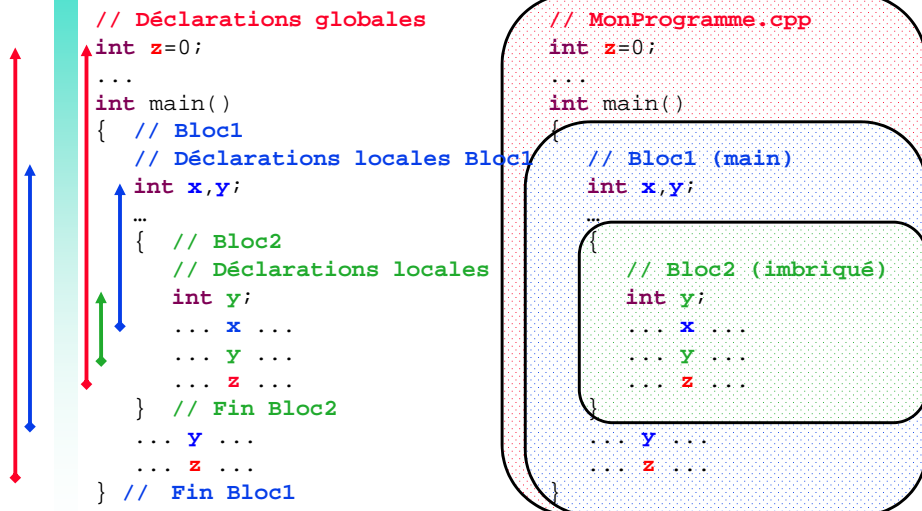 // Déclarations globales
int z=0;
...
int main()
{ // Bloc1
// Déclarations locales Bloc1
int x,y;
…
{ // Bloc2
// Déclarations locales
int y;
... x ...
... y ...
... z ...
} // Fin Bloc2
... y ...
... z ...
} // Fin Bloc1
// MonProgramme.cpp
int z=0;
...
int main()
{
// Bloc1 (main)
int x,y;
…
{
// Bloc2 (imbriqué)
int y;
... x ...
... y ...
... z ...
}
... y ...
... z ...
}